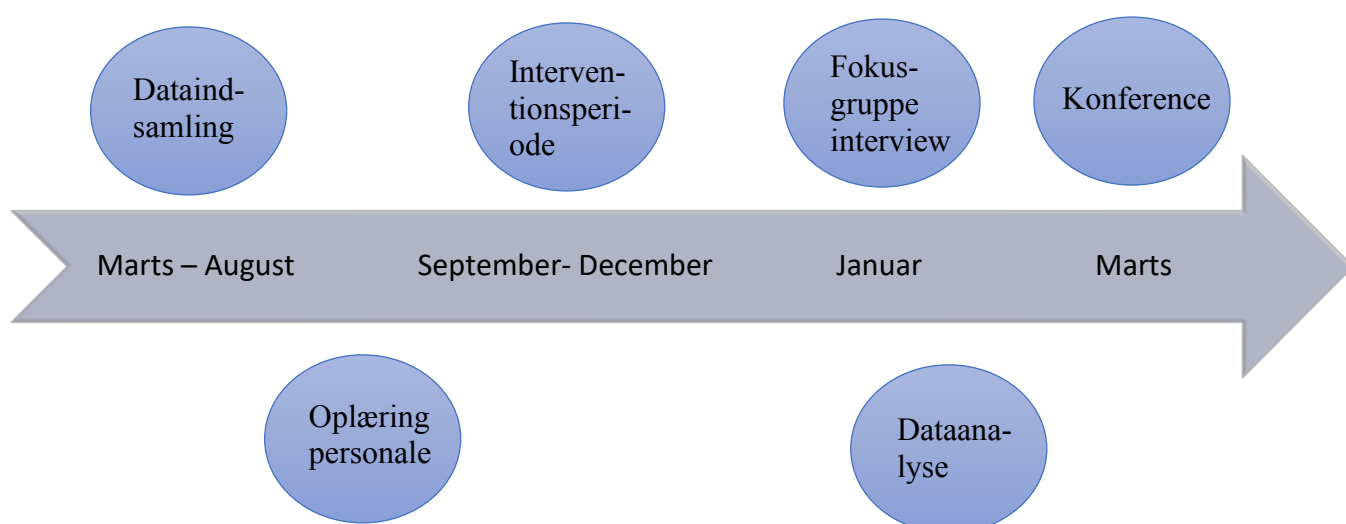 Dataind-
samling
Interven-
tionsperi-
ode
Fokus-
gruppe
interview
Konference
Marts – August
September- December
Januar
Marts
Oplæring
personale
Dataana-
lyse